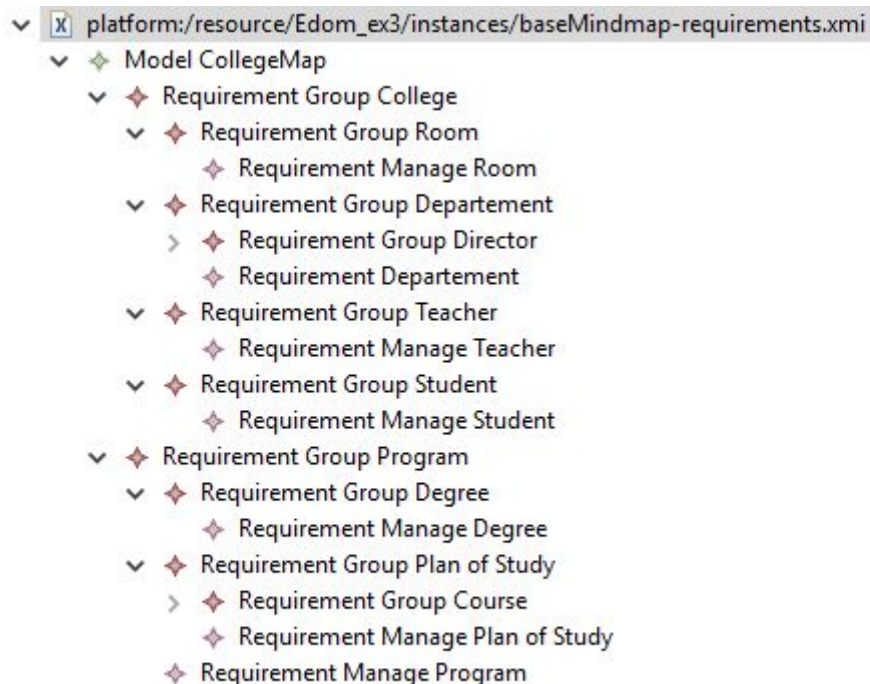 platform:/resource/Edom_ex3/instances/baseMindmap-requirements.xmi
Model CollegeMap
Requirement Group College
Requirement Group Room
Requirement Manage Room
Requirement Group Departement
Requirement Group Director
Requirement Departement
Requirement Group Teacher
Requirement Manage Teacher
Requirement Group Student
Requirement Manage Student
Requirement Group Program
Requirement Group Degree
Requirement Manage Degree
Requirement Group Plan of Study
Requirement Group Course
Requirement Manage Plan of Study
Requirement Manage Program